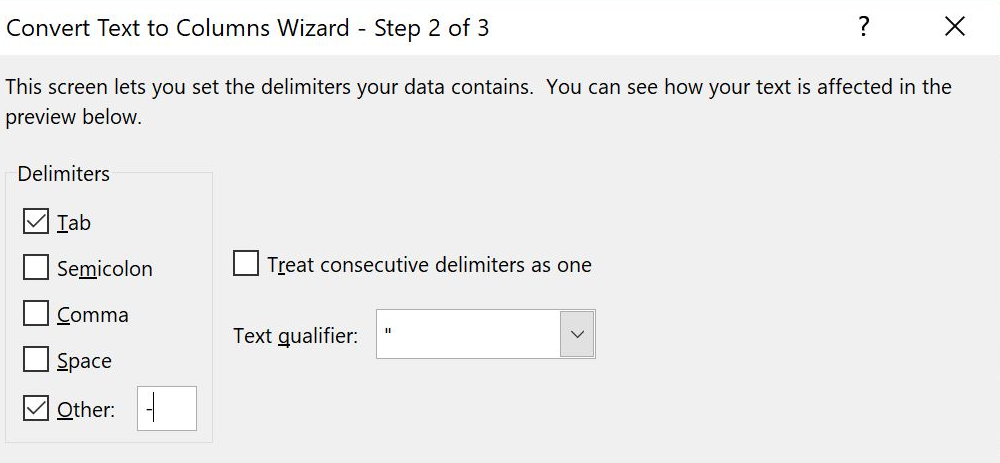 Convert Text to Columns Wizard - Step 2 of 3 ?
This screen lets you set the delimiters your data contains. You can see how your text is affected in the
preview below.
Delimiters
Tab
Semicolon
Comma
Space
Other: -
Treat consecutive delimiters as one
Text qualifier: "